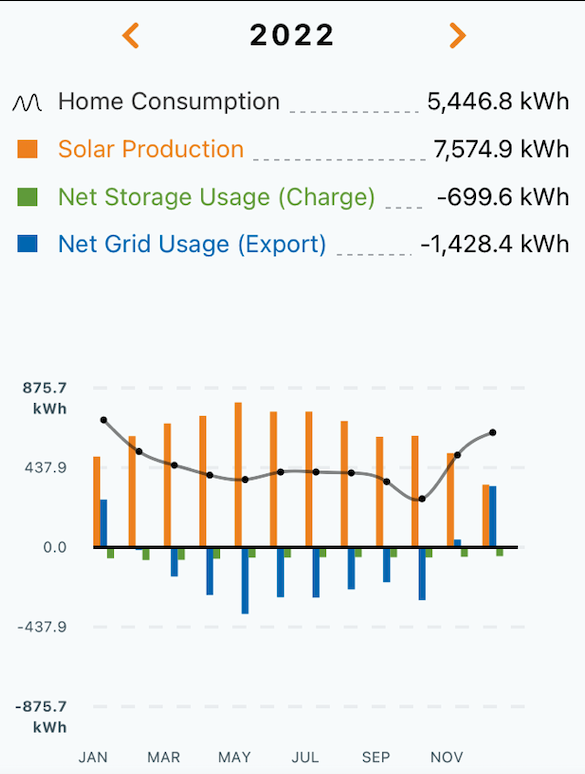 2022
Home Consumption 5,446.8 kWh
Solar Production 7,574.9 kWh
Net Storage Usage (Charge) -699.6 kWh
Net Grid Usage (Export) -1,428.4 kWh
875.7
kWh
437.9
0.0
-437.9
-875.7
kWh
JAN MAR MAY JUL SEP NOV